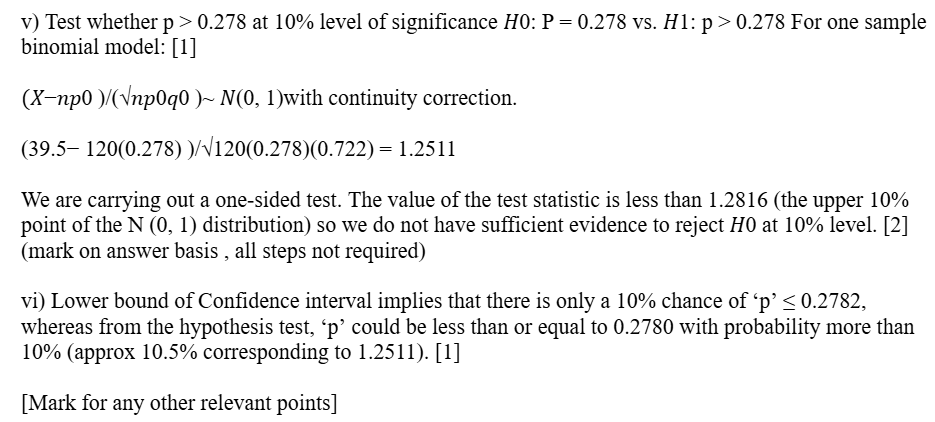 v) Test whether p > 0.278 at 10% level of significance H0: P = 0.278 vs. H1: p > 0.278 For one sample
binomial model: [1]
(X−np0 )/(√np0q0 )~ N(0, 1)with continuity correction.
(39.5− 120(0.278) )/√120(0.278)(0.722) = 1.2511
We are carrying out a one-sided test. The value of the test statistic is less than 1.2816 (the upper 10%
point of the N (0, 1) distribution) so we do not have sufficient evidence to reject H0 at 10% level. [2]
(mark on answer basis , all steps not required)
vi) Lower bound of Confidence interval implies that there is only a 10% chance of ‘p’ ≤ 0.2782,
whereas from the hypothesis test, ‘p’ could be less than or equal to 0.2780 with probability more than
10% (approx 10.5% corresponding to 1.2511). [1]
[Mark for any other relevant points]